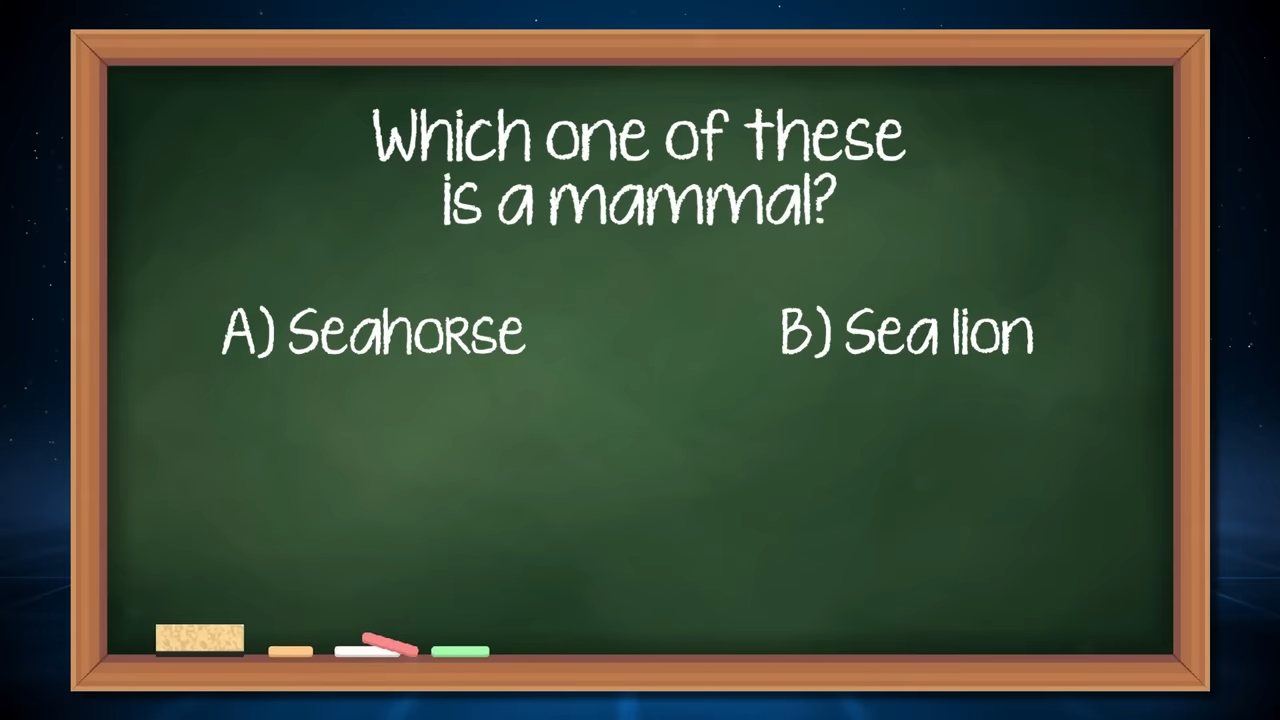 Which one of these
is a mammal?
A) Seahorse
B) Sea lion